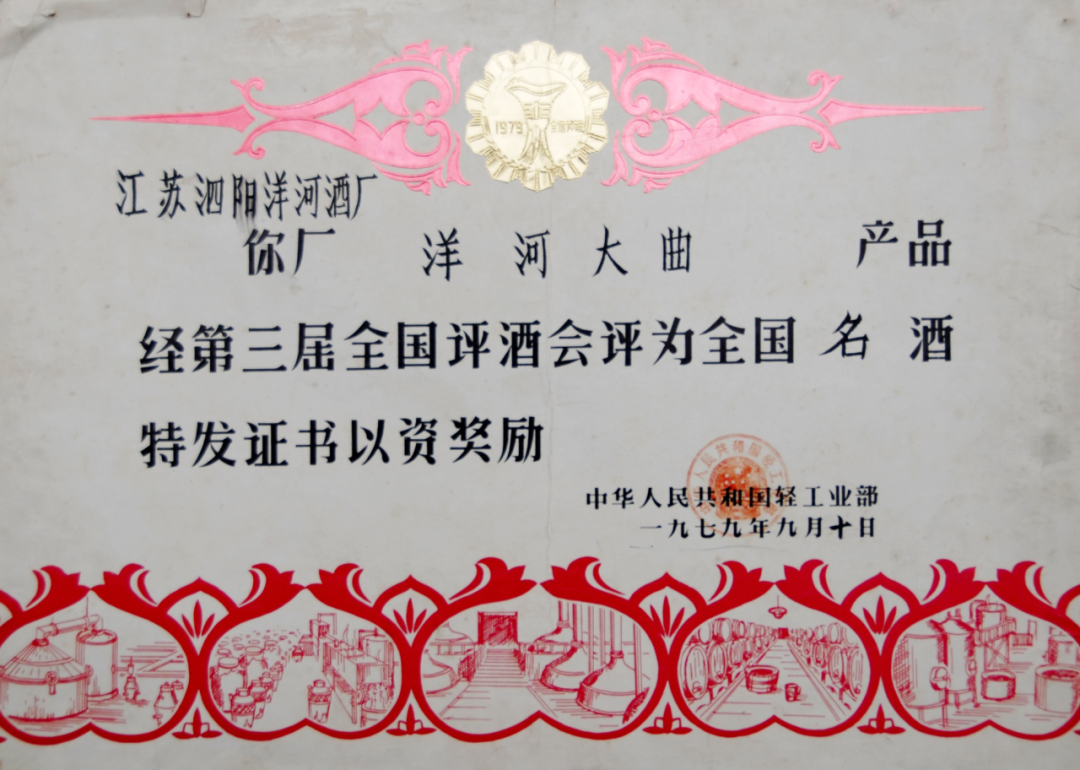 1979
江苏泗阳洋河酒厂
你厂 洋河大曲 产品
经第三届全国评酒会评为全国名酒
特发证书以资奖励
中华人民共和国轻工业部
一九七九年九月十日